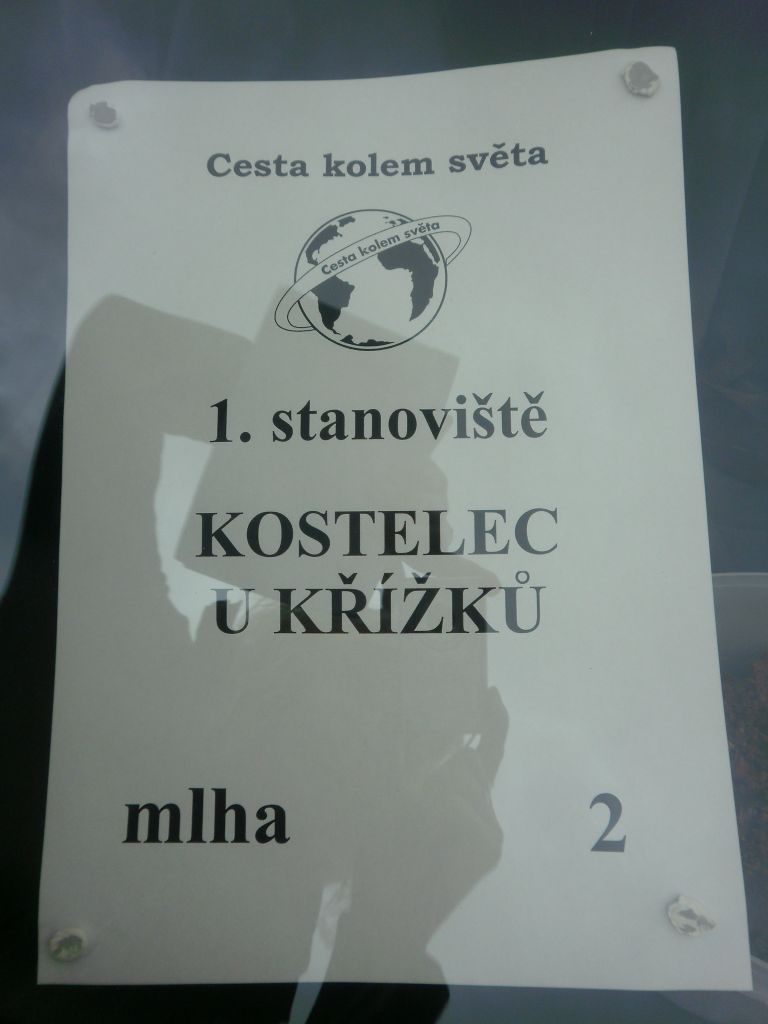 Cesta kolem světa
Cesta kolem světa
1. stanoviště
KOSTELEC
U KŘÍŽKŮ
mlha 2